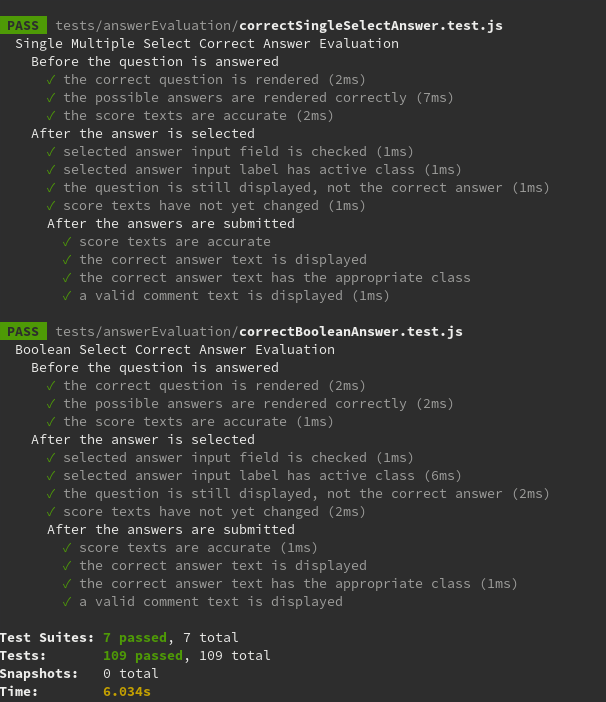 PASS tests/answerEvaluation/correctSingleSelectAnswer.test.js
Single Multiple Select Correct Answer Evaluation
Before the question is answered
✓ the correct question is rendered (2ms)
✓ the possible answers are rendered correctly (7ms)
✓ the score texts are accurate (2ms)
After the answer is selected
✓ selected answer input field is checked (1ms)
✓ selected answer input label has active class (1ms)
✓ the question is still displayed, not the correct answer (1ms)
✓ score texts have not yet changed (1ms)
After the answers are submitted
✓ score texts are accurate
✓ the correct answer text is displayed
✓ the correct answer text has the appropriate class
✓ a valid comment text is displayed (1ms)
PASS tests/answerEvaluation/correctBooleanAnswer.test.js
Boolean Select Correct Answer Evaluation
Before the question is answered
✓ the correct question is rendered (2ms)
✓ the possible answers are rendered correctly (2ms)
✓ the score texts are accurate (1ms)
After the answer is selected
✓ selected answer input field is checked (1ms)
✓ selected answer input label has active class (6ms)
✓ the question is still displayed, not the correct answer (2ms)
✓ score texts have not yet changed (2ms)
After the answers are submitted
✓ score texts are accurate (1ms)
✓ the correct answer text is displayed
✓ the correct answer text has the appropriate class (1ms)
✓ a valid comment text is displayed
Test Suites: 7 passed, 7 total
Tests: 109 passed, 109 total
Snapshots: 0 total
Time: 6.034s